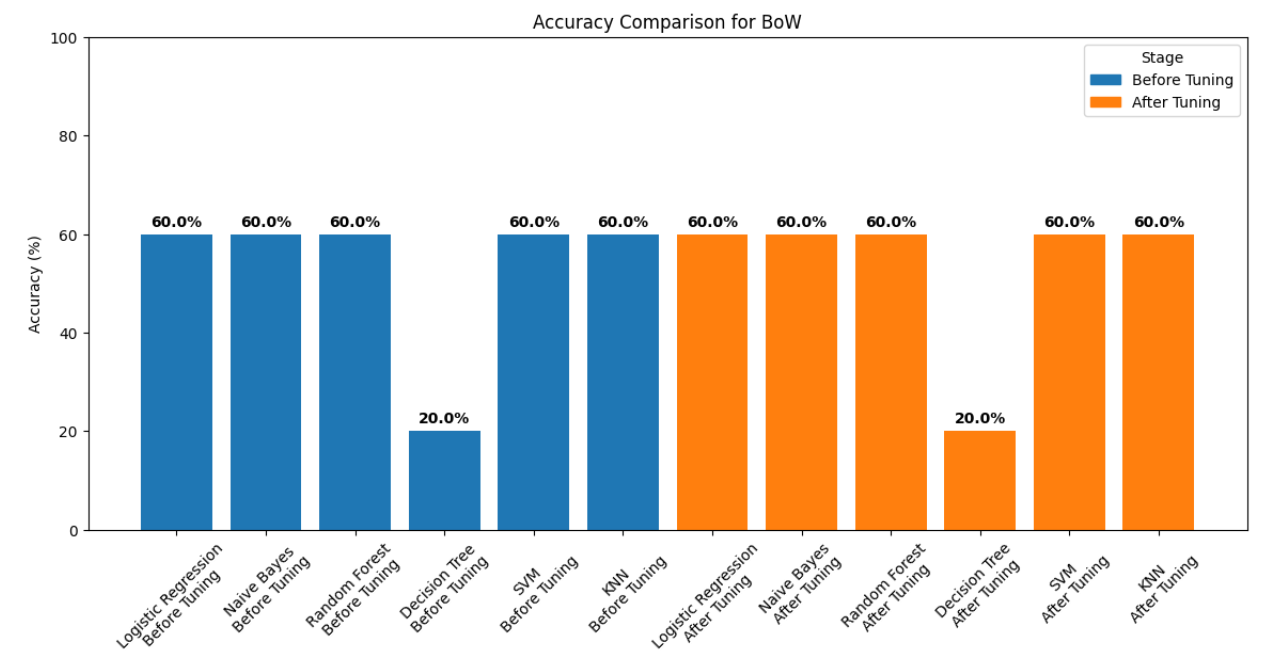 Accuracy Comparison for BoW
Stage
Before Tuning
After Tuning
Accuracy (%)
100
80
60
40
20
0
60.0%
60.0%
60.0%
20.0%
60.0%
60.0%
60.0%
60.0%
60.0%
20.0%
60.0%
60.0%
Logistic Regression
Before Tuning
Naive Bayes
Before Tuning
Random Forest
Before Tuning
Decision Tree
Before Tuning
SVM
Before Tuning
KNN
Before Tuning
Logistic Regression
After Tuning
Naive Bayes
After Tuning
Random Forest
After Tuning
Decision Tree
After Tuning
SVM
After Tuning
KNN
After Tuning